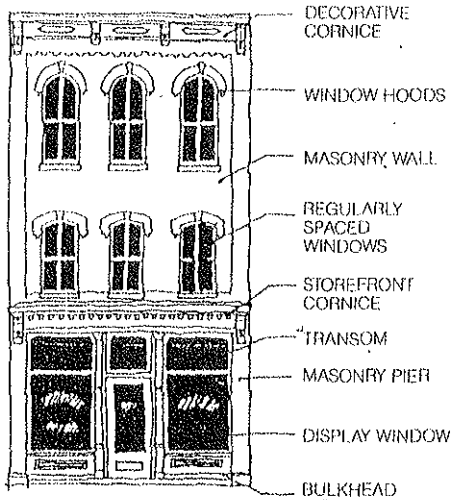 DECORATIVE
CORNICE
WINDOW HOODS
MASONRY WALL
REGULARLY
SPACED
WINDOWS
STOREFRONT
CORNICE
TRANSOM
MASONRY PIER
DISPLAY WINDOW
BULKHEAD